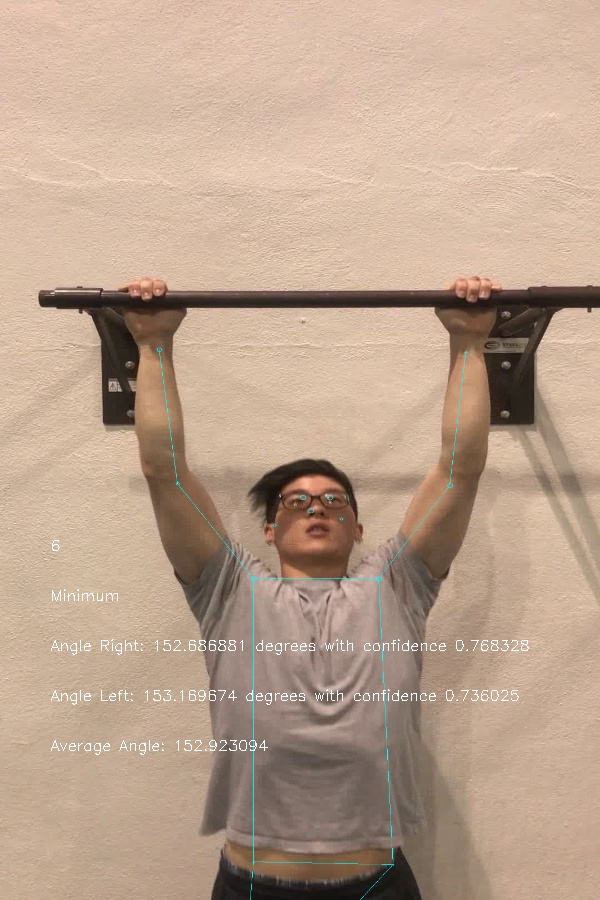 6
Minimum
Angle Right: 152.686881 degrees with confidence 0.768328
Angle Left: 153.169674 degrees with confidence 0.736025
Average Angle: 152.923094